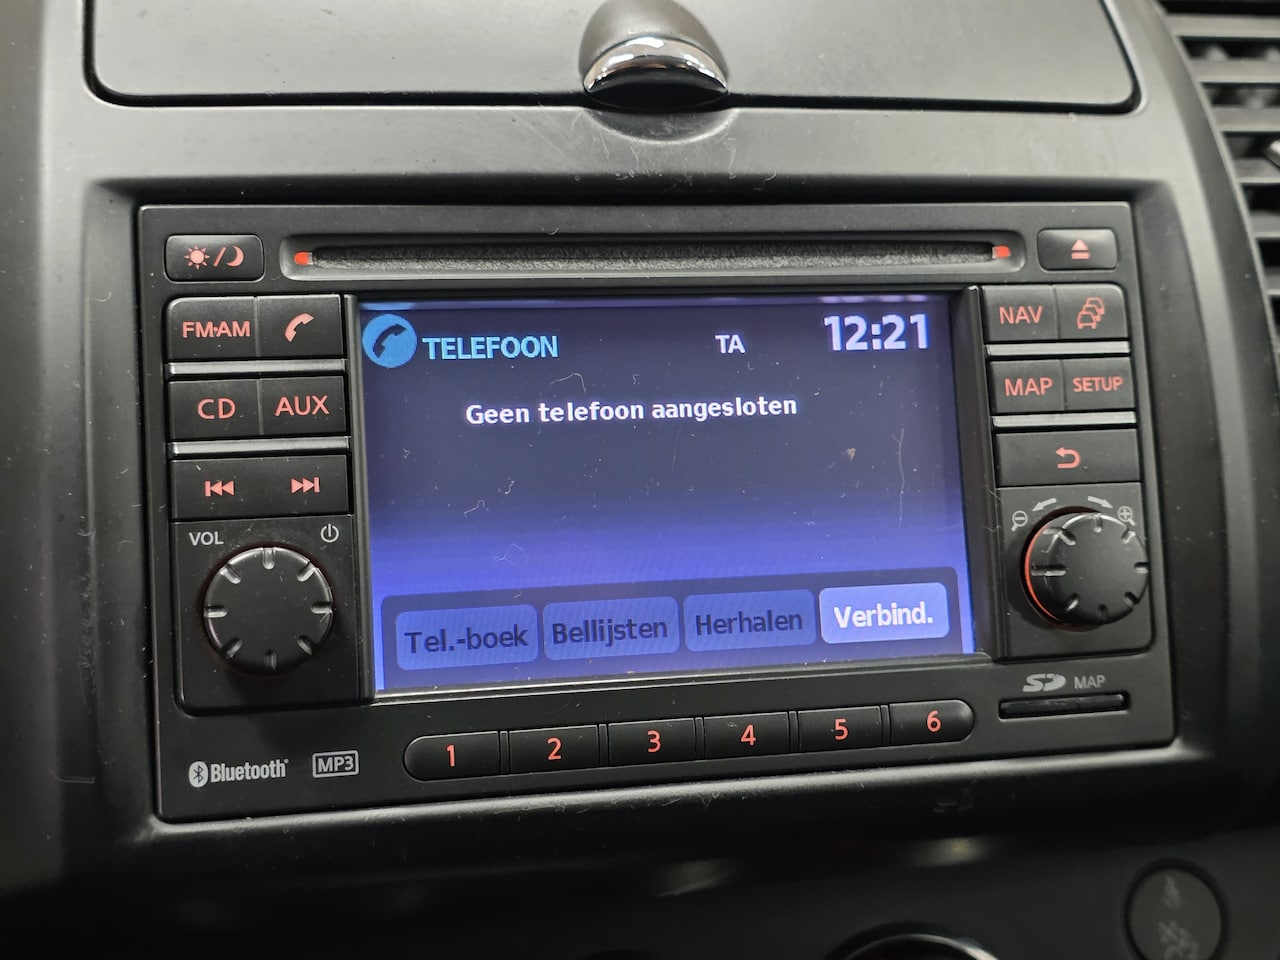 FM·AM
CD AUX
VOL
TELEFOON TA 12:21
Geen telefoon aangesloten
Tel.-boek Bellijsten Herhalen Verbind.
NAV
MAP SETUP
SD MAP
Bluetooth MP3
1 2 3 4 5 6